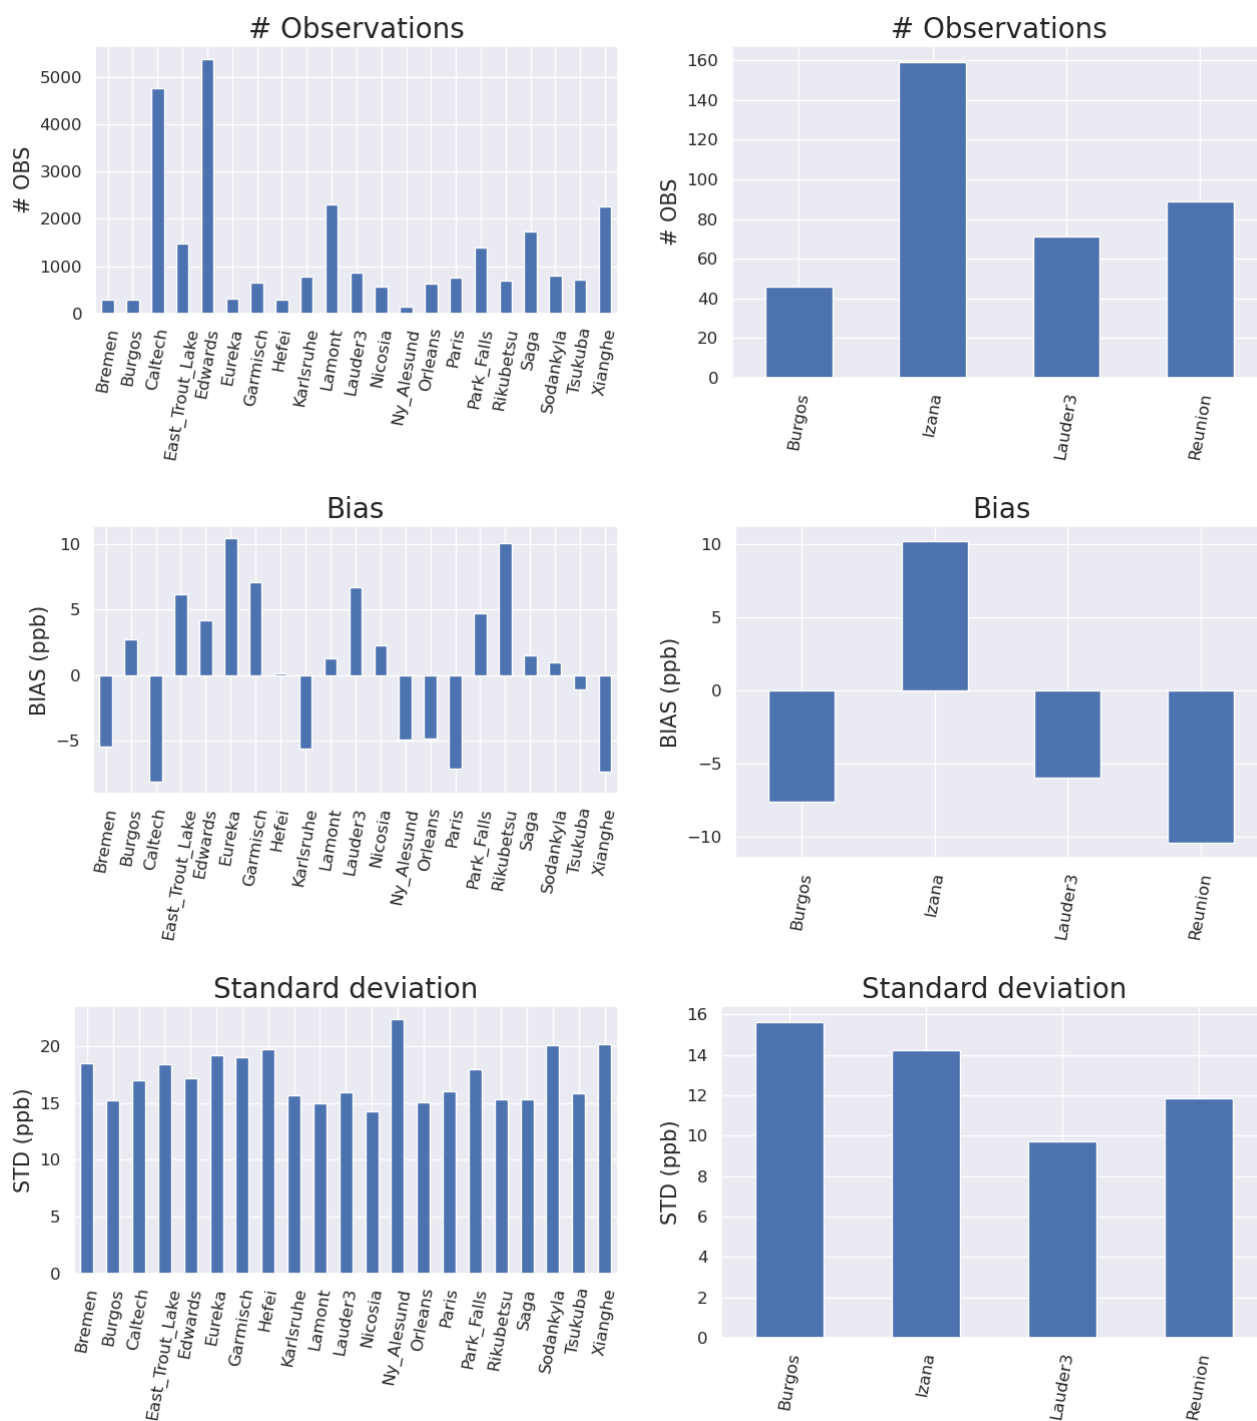 # Observations
# OBS
5000
4000
3000
2000
1000
0
Bremen
Burgos
Caltech
East_Trout_Lake
Edwards
Eureka
Garmisch
Hefei
Karlsruhe
Lamont
Lauder3
Nicosia
Ny_Alesund
Orleans
Paris
Park_Falls
Rikubetsu
Saga
Sodankyla
Tsukuba
Xianghe
# Observations
# OBS
160
140
120
100
80
60
40
20
0
Burgos
Izana
Lauder3
Reunion
Bias
BIAS (ppb)
10
5
0
−5
Bremen
Burgos
Caltech
East_Trout_Lake
Edwards
Eureka
Garmisch
Hefei
Karlsruhe
Lamont
Lauder3
Nicosia
Ny_Alesund
Orleans
Paris
Park_Falls
Rikubetsu
Saga
Sodankyla
Tsukuba
Xianghe
Bias
BIAS (ppb)
10
5
0
−5
−10
Burgos
Izana
Lauder3
Reunion
Standard deviation
STD (ppb)
20
15
10
5
0
Bremen
Burgos
Caltech
East_Trout_Lake
Edwards
Eureka
Garmisch
Hefei
Karlsruhe
Lamont
Lauder3
Nicosia
Ny_Alesund
Orleans
Paris
Park_Falls
Rikubetsu
Saga
Sodankyla
Tsukuba
Xianghe
Standard deviation
STD (ppb)
16
14
12
10
8
6
4
2
0
Burgos
Izana
Lauder3
Reunion